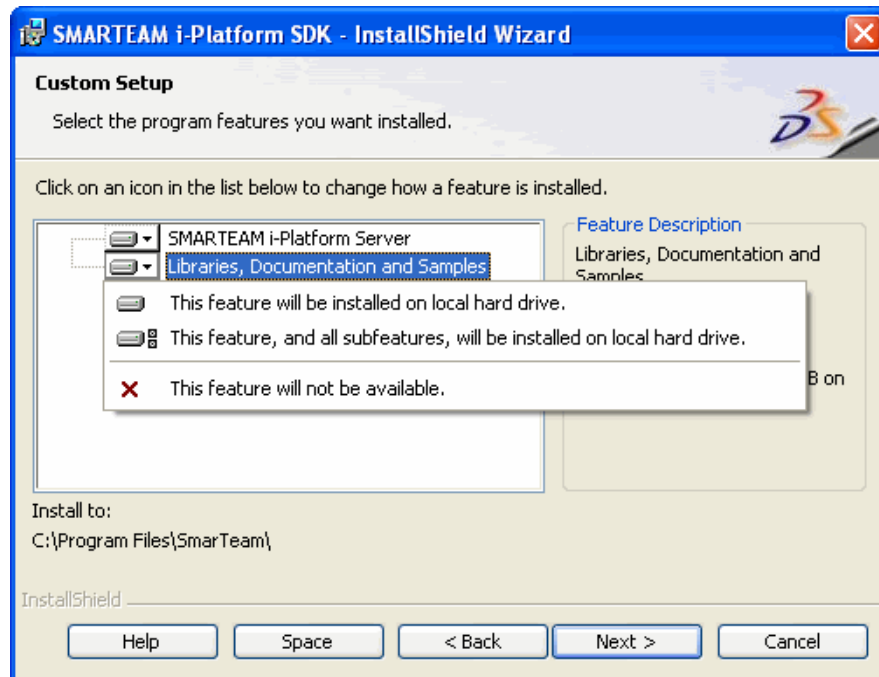 SMARTEAM i-Platform SDK - InstallShield Wizard
Custom Setup
Select the program features you want installed.
Click on an icon in the list below to change how a feature is installed.
SMARTEAM i-Platform Server
Libraries, Documentation and Samples
Feature Description
Libraries, Documentation and
Samples
This feature will be installed on local hard drive.
This feature, and all subfeatures, will be installed on local hard drive.
This feature will not be available.
B on
Install to:
C:\Program Files\SmarTeam\
InstallShield
Help
Space
< Back
Next >
Cancel